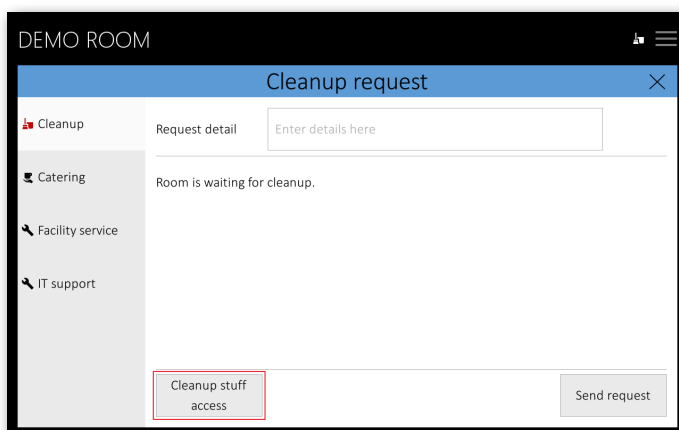 DEMO ROOM
Cleanup request
Cleanup
Request detail
Enter details here
Catering
Room is waiting for cleanup.
Facility service
IT support
Cleanup stuff
access
Send request